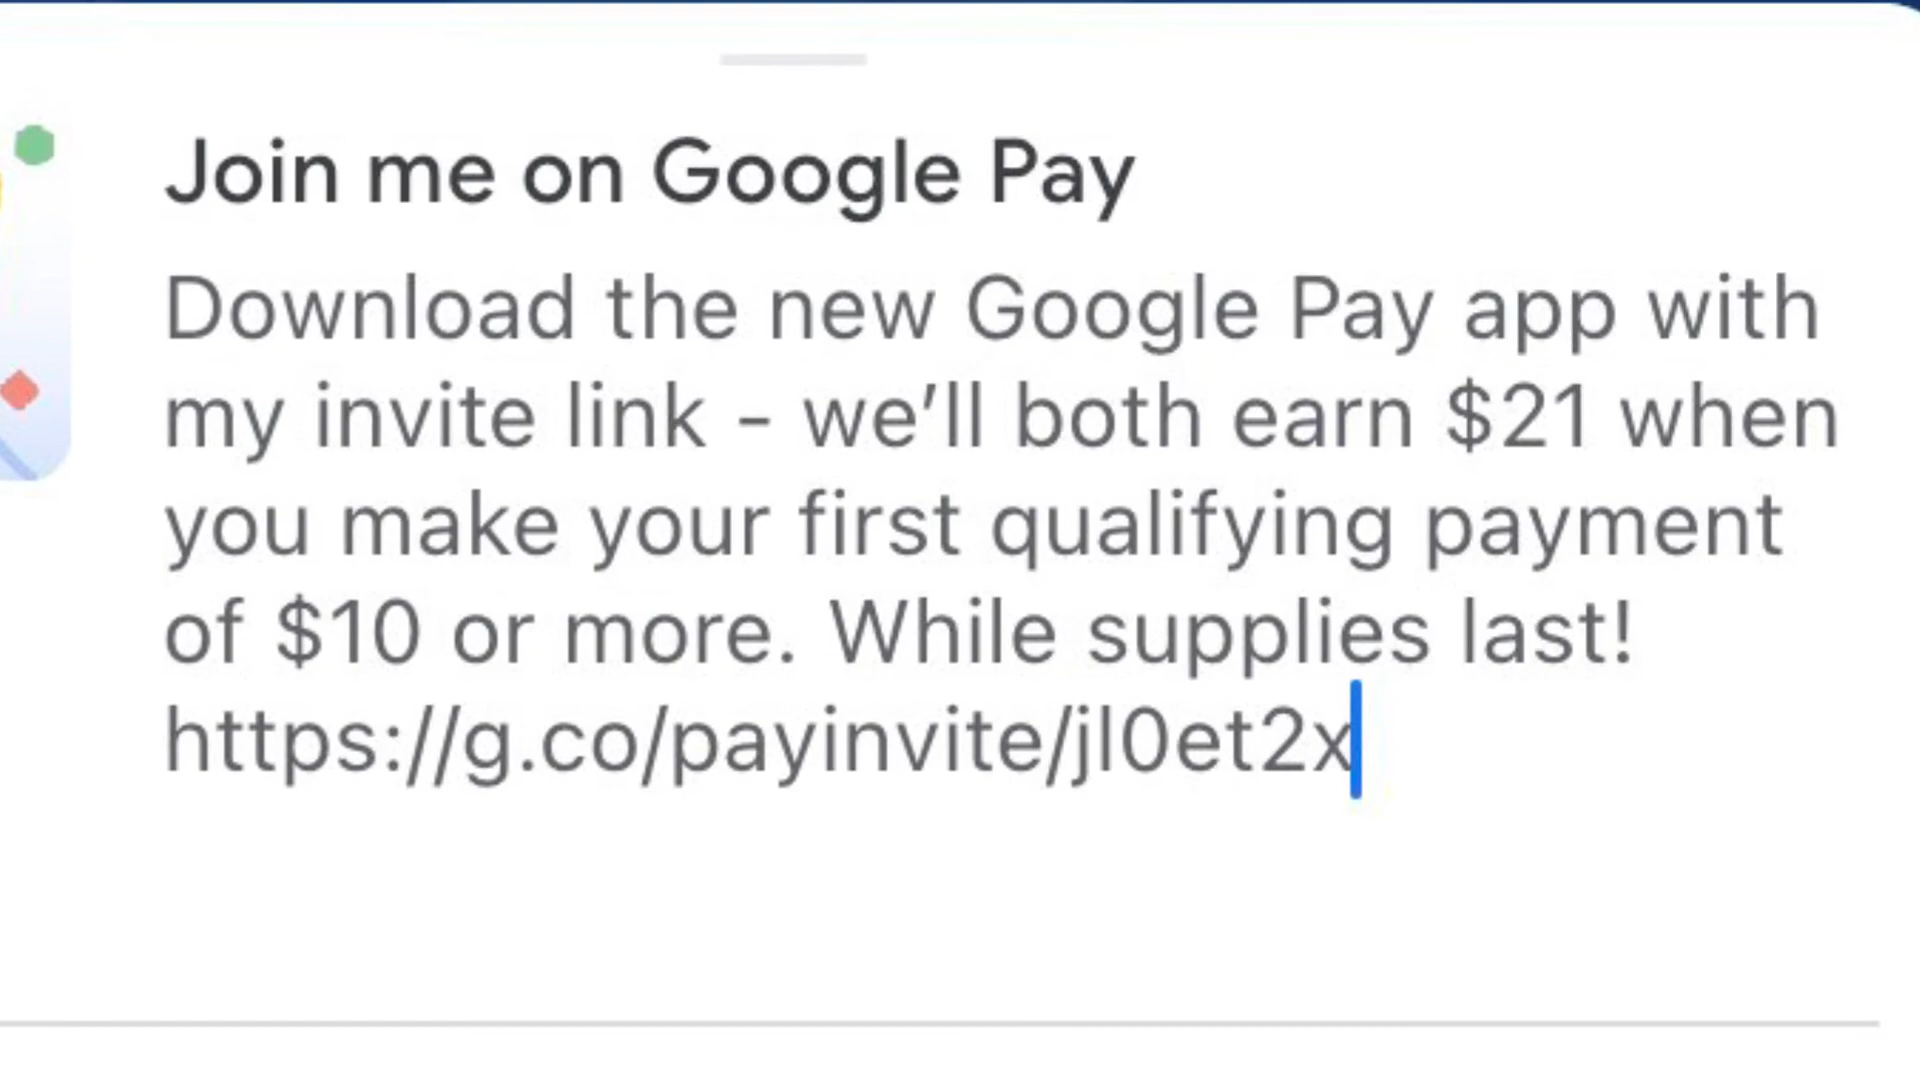 Join me on Google Pay
Download the new Google Pay app with
my invite link - we’ll both earn $21 when
you make your first qualifying payment
of $10 or more. While supplies last!
https://g.co/payinvite/jl0et2x